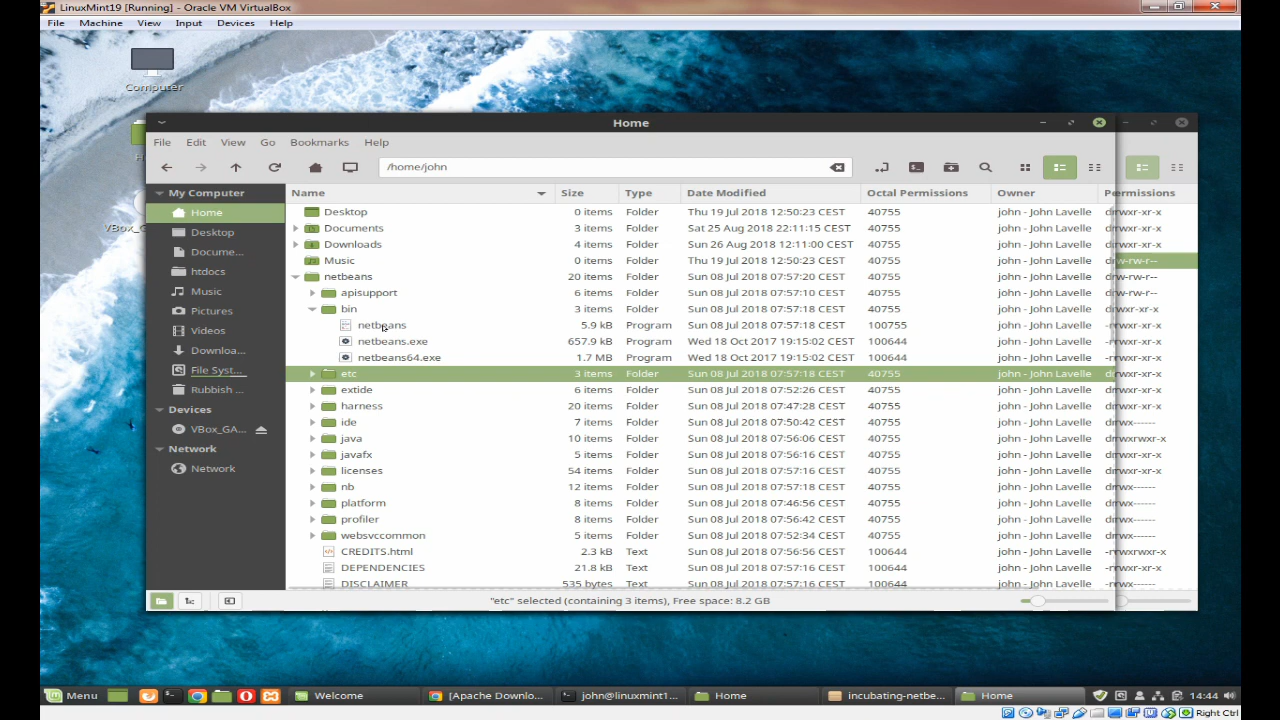 LinuxMint19 [Running] - Oracle VM VirtualBox
File Machine View Input Devices Help
Computer
Home
File Edit View Go Bookmarks Help
/home/john
My Computer
Home
Desktop
Docume...
htdocs
Music
Pictures
Videos
Downloa...
File Syst...
Rubbish ...
Devices
VBox_GA...
Network
Network
Name Size Type Date Modified Octal Permissions Owner Permissions
Desktop 0 items Folder Thu 19 Jul 2018 12:50:23 CEST 40755 john - John Lavelle drwxr-xr-x
Documents 3 items Folder Sat 25 Aug 2018 22:11:15 CEST 40755 john - John Lavelle drwxr-xr-x
Downloads 4 items Folder Sun 26 Aug 2018 12:11:00 CEST 40755 john - John Lavelle drwxr-xr-x
Music 0 items Folder Thu 19 Jul 2018 12:50:23 CEST 40755 john - John Lavelle
netbeans 20 items Folder Sun 08 Jul 2018 07:57:20 CEST 40755 john - John Lavelle
apisupport 6 items Folder Sun 08 Jul 2018 07:57:10 CEST 40755 john - John Lavelle
bin 3 items Folder Sun 08 Jul 2018 07:57:18 CEST 40755 john - John Lavelle drwxr-xr-x
netbeans 5.9 kB Program Sun 08 Jul 2018 07:57:18 CEST 100755 john - John Lavelle
netbeans.exe 657.9 kB Program Wed 18 Oct 2017 19:15:02 CEST 100644 john - John Lavelle
netbeans64.exe 1.7 MB Program Wed 18 Oct 2017 19:15:02 CEST 100644 john - John Lavelle
etc 3 items Folder Sun 08 Jul 2018 07:57:18 CEST 40755 john - John Lavelle drwxr-xr-x
extide 6 items Folder Sun 08 Jul 2018 07:52:26 CEST 40755 john - John Lavelle drwxr-xr-x
harness 20 items Folder Sun 08 Jul 2018 07:47:28 CEST 40755 john - John Lavelle drwxr-xr-x
ide 7 items Folder Sun 08 Jul 2018 07:50:42 CEST 40755 john - John Lavelle drwx------
java 10 items Folder Sun 08 Jul 2018 07:56:06 CEST 40755 john - John Lavelle drwxrwxr-x
javafx 5 items Folder Sun 08 Jul 2018 07:56:16 CEST 40755 john - John Lavelle drwxr-xr-x
licenses 54 items Folder Sun 08 Jul 2018 07:57:16 CEST 40755 john - John Lavelle drwxr-xr-x
nb 12 items Folder Sun 08 Jul 2018 07:57:18 CEST 40755 john - John Lavelle drwx------
platform 8 items Folder Sun 08 Jul 2018 07:46:56 CEST 40755 john - John Lavelle drwx------
profiler 8 items Folder Sun 08 Jul 2018 07:56:42 CEST 40755 john - John Lavelle drwx------
websvccommon 5 items Folder Sun 08 Jul 2018 07:52:34 CEST 40755 john - John Lavelle drwx------
CREDITS.html 2.3 kB Text Sun 08 Jul 2018 07:56:56 CEST 100644 john - John Lavelle -rwxrwxr-x
DEPENDENCIES 21.8 kB Text Sun 08 Jul 2018 07:57:16 CEST 100644 john - John Lavelle
DISCLAIMER 535 bytes Text Sun 08 Jul 2018 07:57:16 CEST 100644 john - John Lavelle
"etc" selected (containing 3 items), Free space: 8.2 GB
Menu Welcome [Apache Downlo... john@linuxmint1... Home incubating-netbe... Home 14:44
Right Ctrl